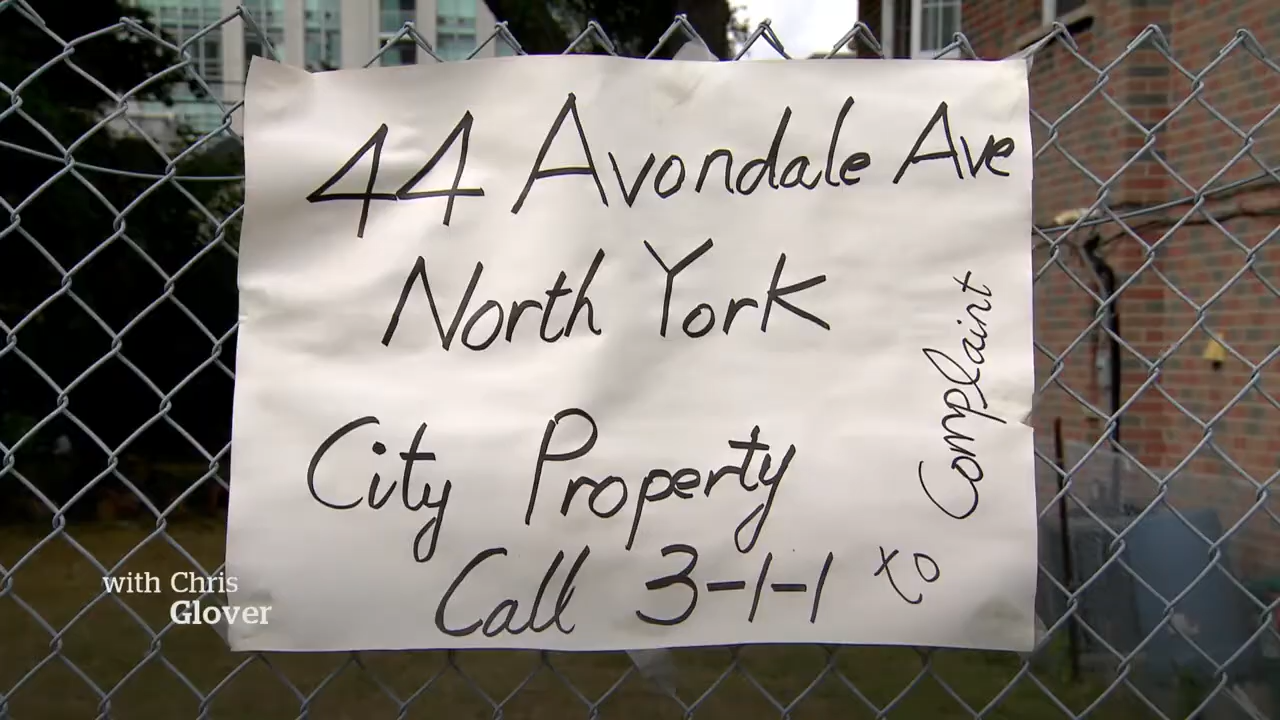 44 Avondale Ave
North York
City Property
Call 3-1-1 to
Complaint
with Chris
Glover